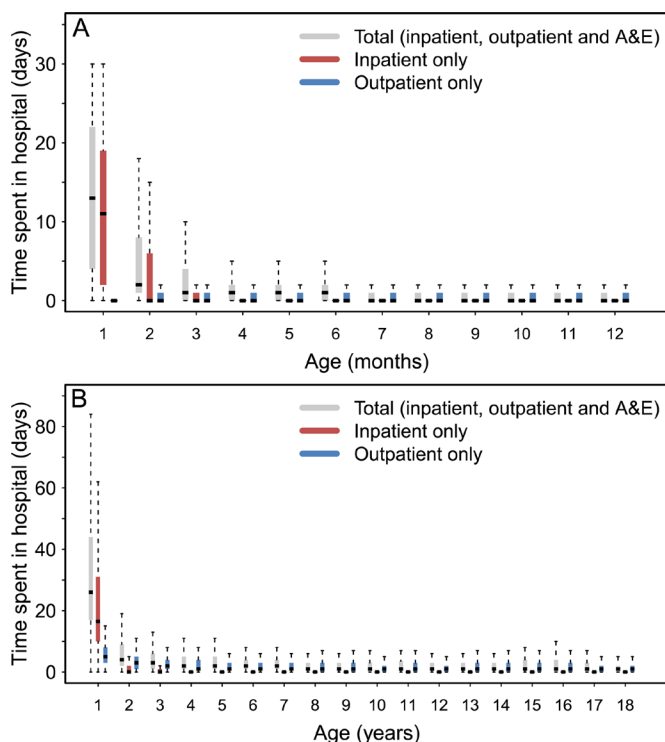 A
Total (inpatient, outpatient and A&E)
Inpatient only
Outpatient only
Time spent in hospital (days)
30
20
10
0
1 2 3 4 5 6 7 8 9 10 11 12
Age (months)
B
Total (inpatient, outpatient and A&E)
Inpatient only
Outpatient only
Time spent in hospital (days)
80
60
40
20
0
1 2 3 4 5 6 7 8 9 10 11 12 13 14 15 16 17 18
Age (years)